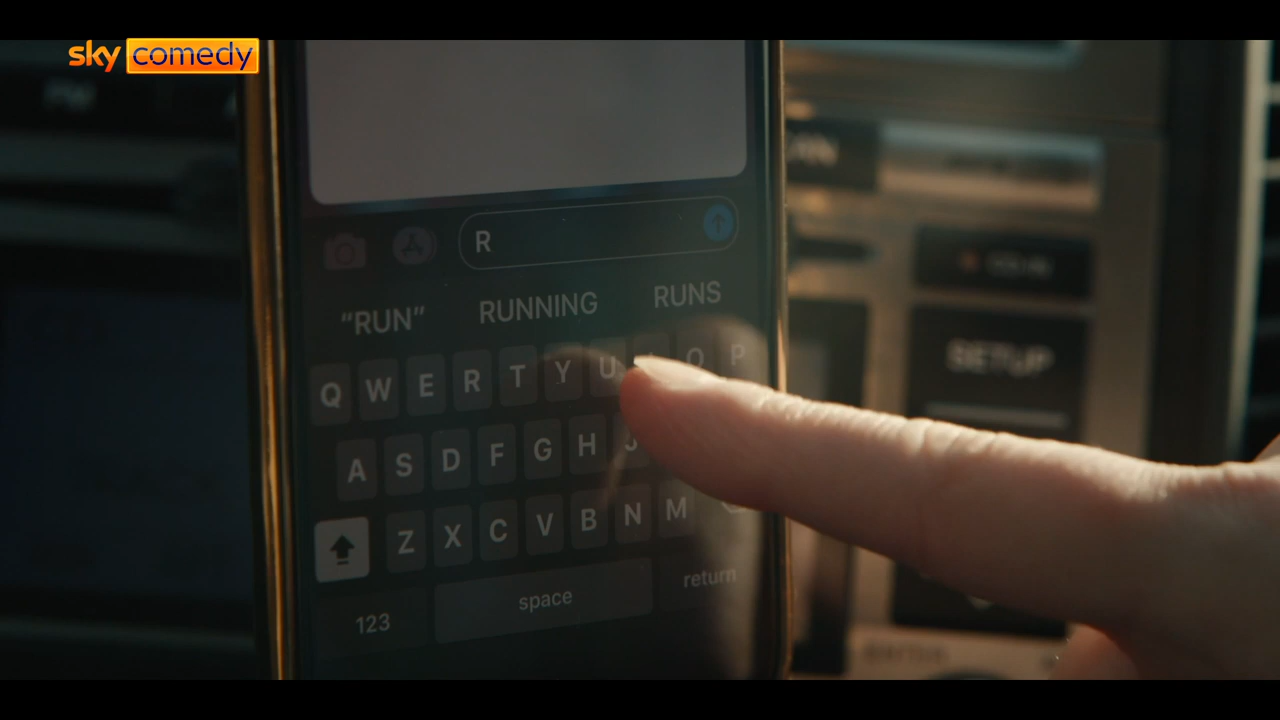 sky comedy
R
“RUN” RUNNING RUNS
Q W E R T Y U O P
A S D F G H J
Z X C V B N M
123 space return
SETUP